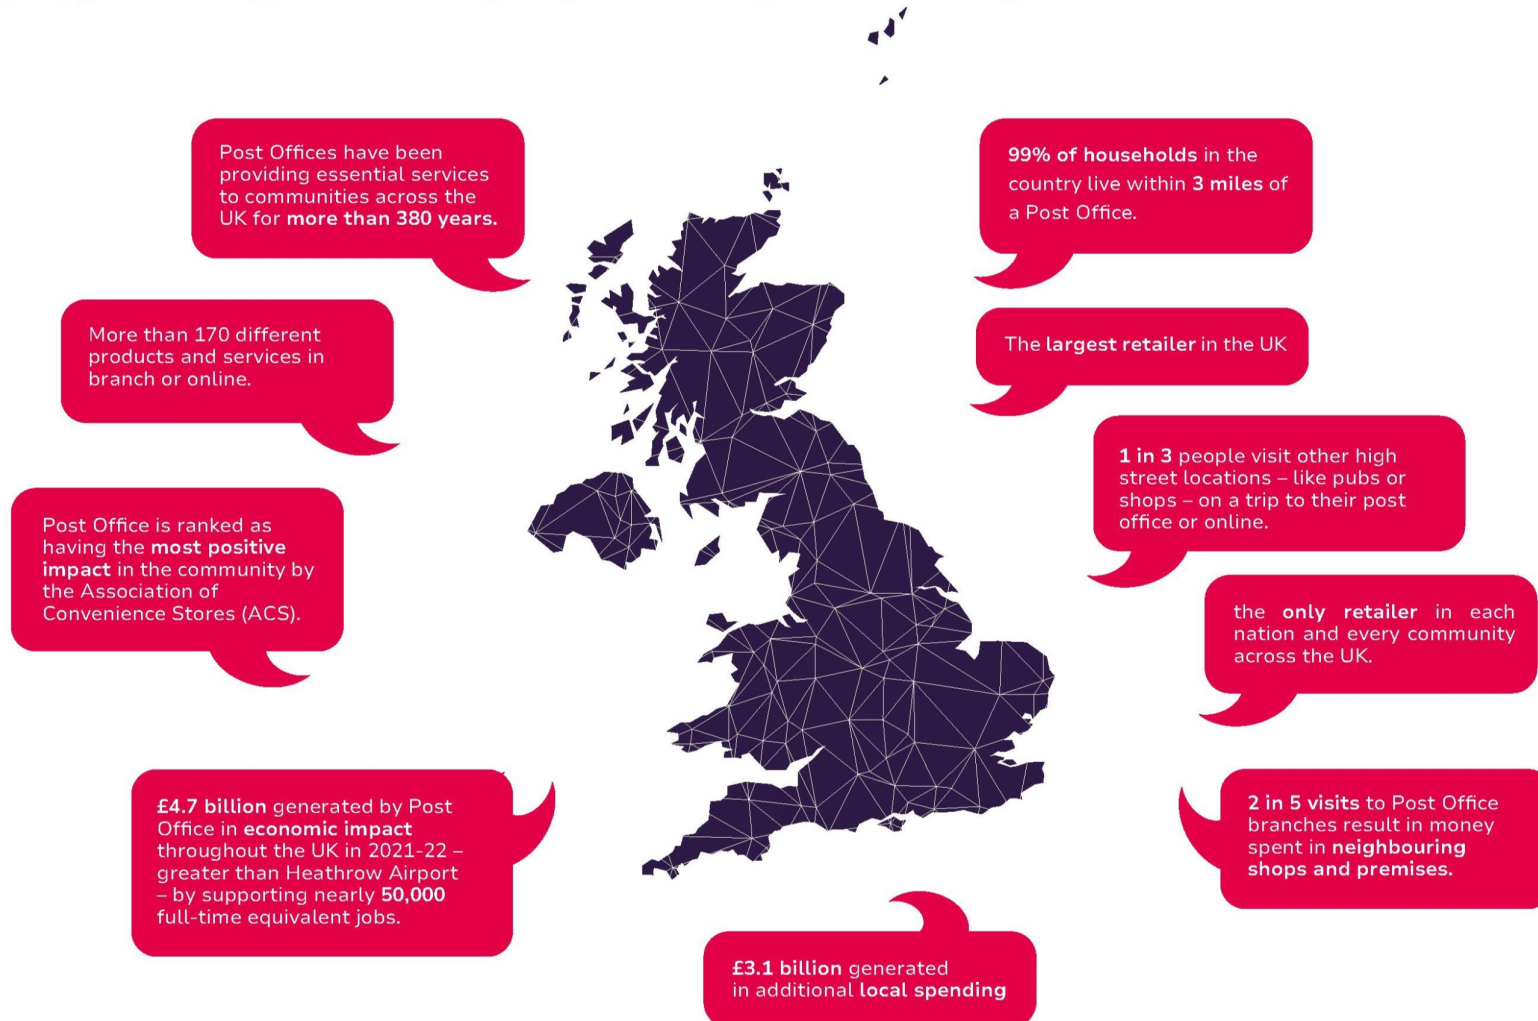 Post Offices have been
providing essential services
to communities across the
UK for more than 380 years.
99% of households in the
country live within 3 miles of
a Post Office.
More than 170 different
products and services in
branch or online.
The largest retailer in the UK
1 in 3 people visit other high
street locations – like pubs or
shops – on a trip to their post
office or online.
Post Office is ranked as
having the most positive
impact in the community by
the Association of
Convenience Stores (ACS).
the only retailer in each
nation and every community
across the UK.
£4.7 billion generated by Post
Office in economic impact
throughout the UK in 2021-22 –
greater than Heathrow Airport
– by supporting nearly 50,000
full-time equivalent jobs.
2 in 5 visits to Post Office
branches result in money
spent in neighbouring
shops and premises.
£3.1 billion generated
in additional local spending